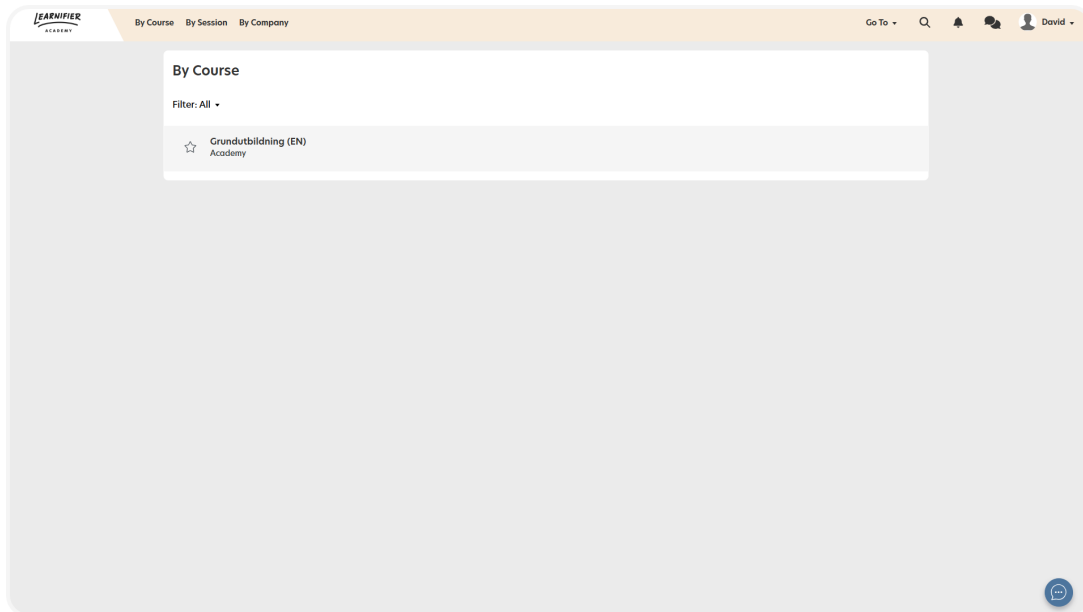 LEARNIFIER
ACADEMY
By Course By Session By Company
Go To David
By Course
Filter: All
Grundutbildning (EN)
Academy